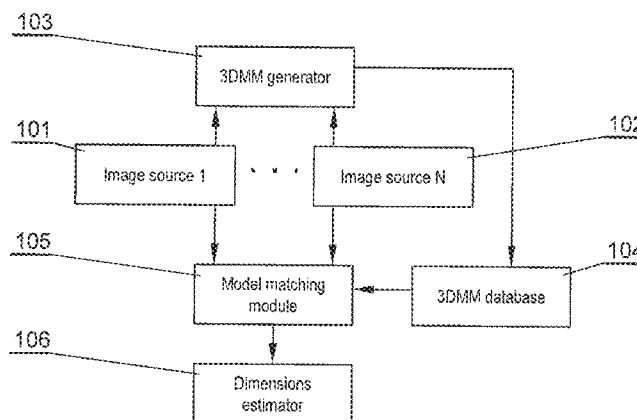 103
3DMM generator
101
102
Image source 1
. . .
Image source N
105
104
Model matching
module
3DMM database
106
Dimensions
estimator